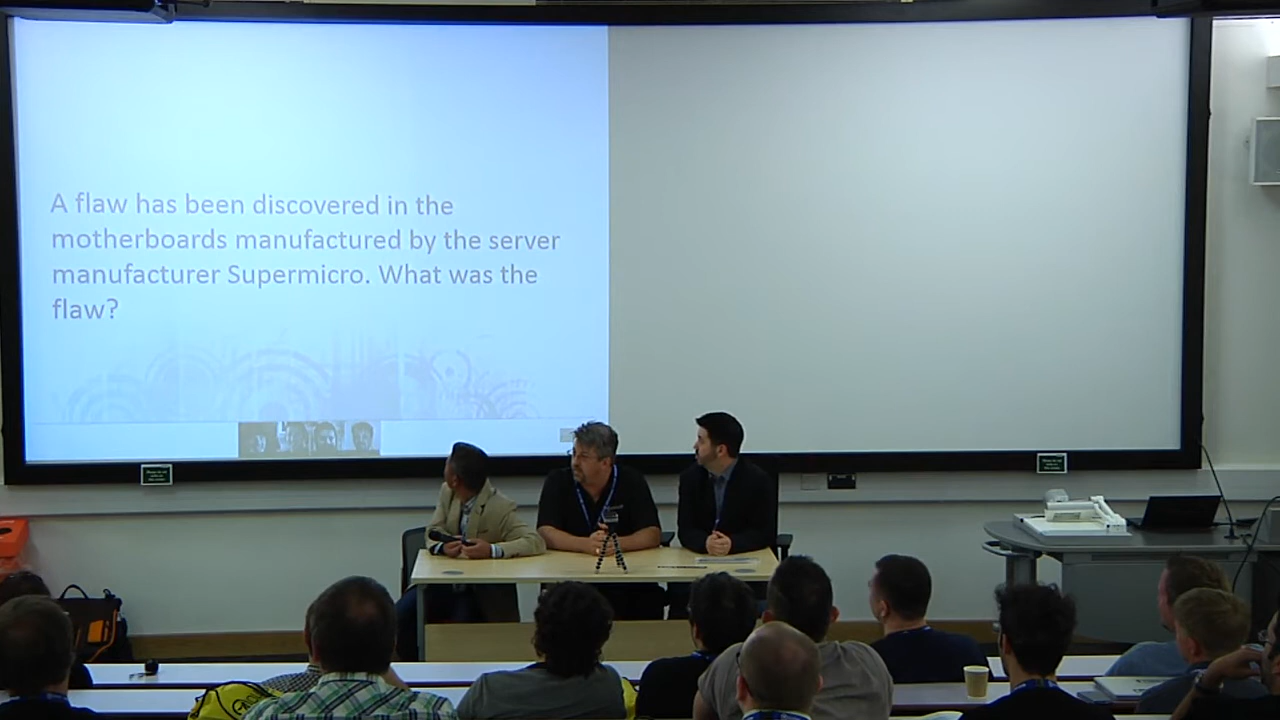 A flaw has been discovered in the
motherboards manufactured by the server
manufacturer Supermicro. What was the
flaw?